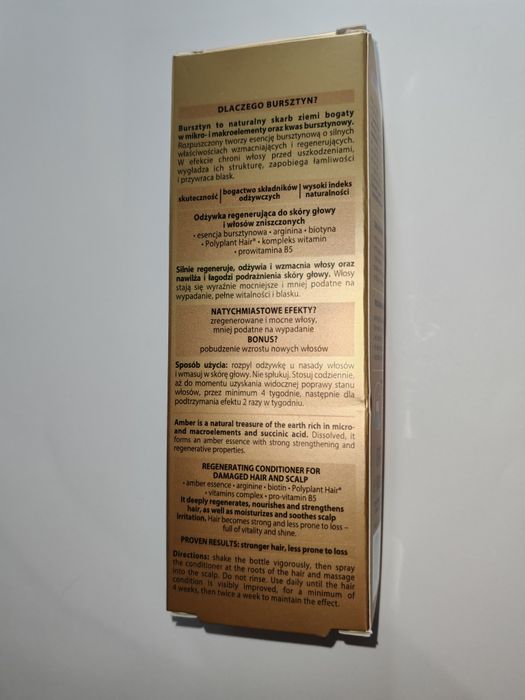 DLACZEGO BURSZTYN?
Bursztyn to naturalny skarb ziemi bogaty
w mikro- i makroelementy oraz kwas bursztynowy.
Rozpuszczony tworzy esencję bursztynową o silnych
właściwościach wzmacniających i regenerujących.
W efekcie chroni włosy przed uszkodzeniami,
wygładza ich strukturę, zapobiega łamliwości
i przywraca blask.
skuteczność | bogactwo składników odżywczych | wysoki indeks naturalności
Odżywka regenerująca do skóry głowy
i włosów zniszczonych
• esencja bursztynowa • arginina • biotyna
• Polyplant Hair® • kompleks witamin
• prowitamina B5
Silnie regeneruje, odżywia i wzmacnia włosy oraz
nawilża i łagodzi podrażnienia skóry głowy. Włosy
stają się wyraźnie mocniejsze i mniej podatne na
wypadanie, pełne witalności i blasku.
NATYCHMIASTOWE EFEKTY?
zregenerowane i mocne włosy,
mniej podatne na wypadanie
BONUS?
pobudzenie wzrostu nowych włosów
Sposób użycia: rozpyl odżywkę u nasady włosów
i wmasuj w skórę głowy. Nie spłukuj. Stosuj codziennie,
aż do momentu uzyskania widocznej poprawy stanu
włosów, przez minimum 4 tygodnie, następnie dla
podtrzymania efektu 2 razy w tygodniu.
Amber is a natural treasure of the earth rich in micro-
and macroelements and succinic acid. Dissolved, it
forms an amber essence with strong strengthening and
regenerative properties.
REGENERATING CONDITIONER FOR
DAMAGED HAIR AND SCALP
• amber essence • arginine • biotin • Polyplant Hair®
• vitamins complex • pro-vitamin B5
It deeply regenerates, nourishes and strengthens
hair, as well as moisturizes and soothes scalp
irritation. Hair becomes strong and less prone to loss –
full of vitality and shine.
PROVEN RESULTS: stronger hair, less prone to loss
Directions: shake the bottle vigorously, then spray
the conditioner at the roots of the hair and massage
into the scalp. Do not rinse. Use daily until the hair
condition is visibly improved, for a minimum of
4 weeks, then twice a week to maintain the effect.